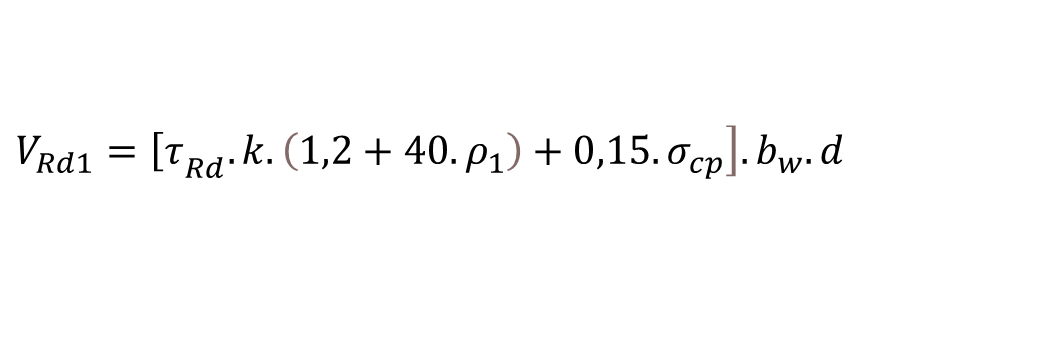 V_{Rd1} = [τ_{Rd}.k.(1,2 + 40.ρ_1) + 0,15.σ_{cp}].b_w.d